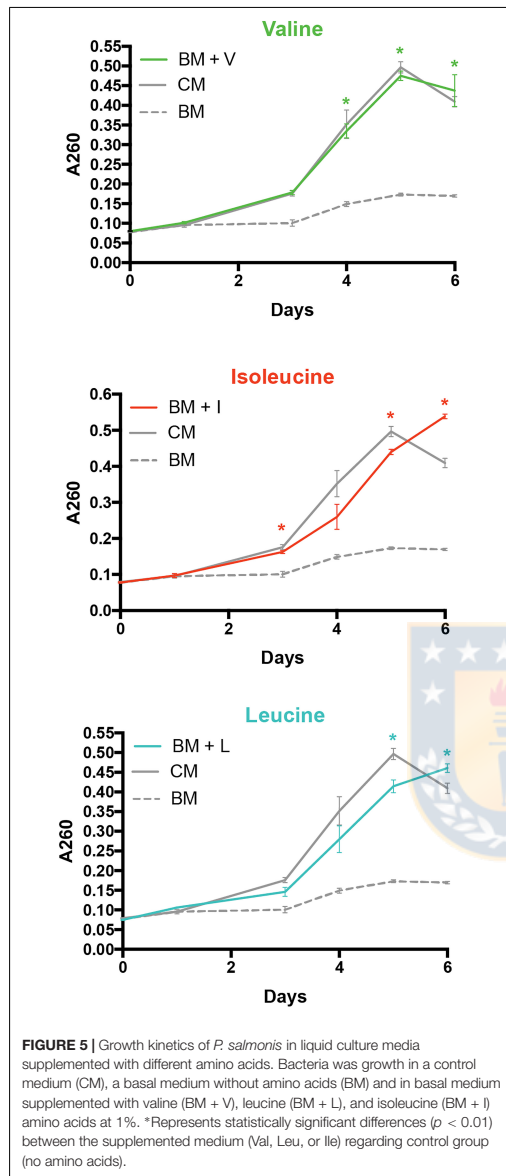 Valine
BM + V
CM
BM
A260
0.55
0.50
0.45
0.40
0.35
0.30
0.25
0.20
0.15
0.10
0.05
0.00
* * *
0 2 4 6
Days
Isoleucine
BM + I
CM
BM
A260
0.6
0.5
0.4
0.3
0.2
0.1
0.0
* * *
0 2 4 6
Days
Leucine
BM + L
CM
BM
A260
0.55
0.50
0.45
0.40
0.35
0.30
0.25
0.20
0.15
0.10
0.05
0.00
* *
0 2 4 6
Days
FIGURE 5 | Growth kinetics of P. salmonis in liquid culture media
supplemented with different amino acids. Bacteria was growth in a control
medium (CM), a basal medium without amino acids (BM) and in basal medium
supplemented with valine (BM + V), leucine (BM + L), and isoleucine (BM + I)
amino acids at 1%. *Represents statistically significant differences (p < 0.01)
between the supplemented medium (Val, Leu, or Ile) regarding control group
(no amino acids).